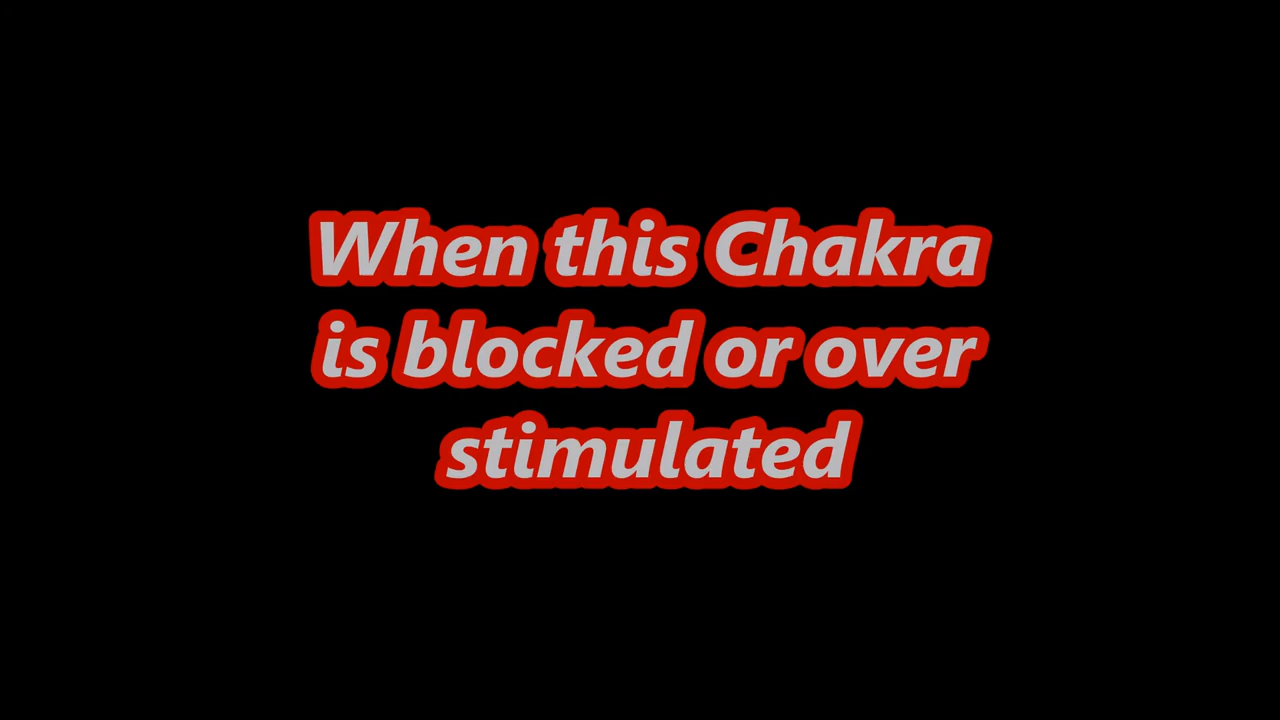 When this Chakra
is blocked or over
stimulated